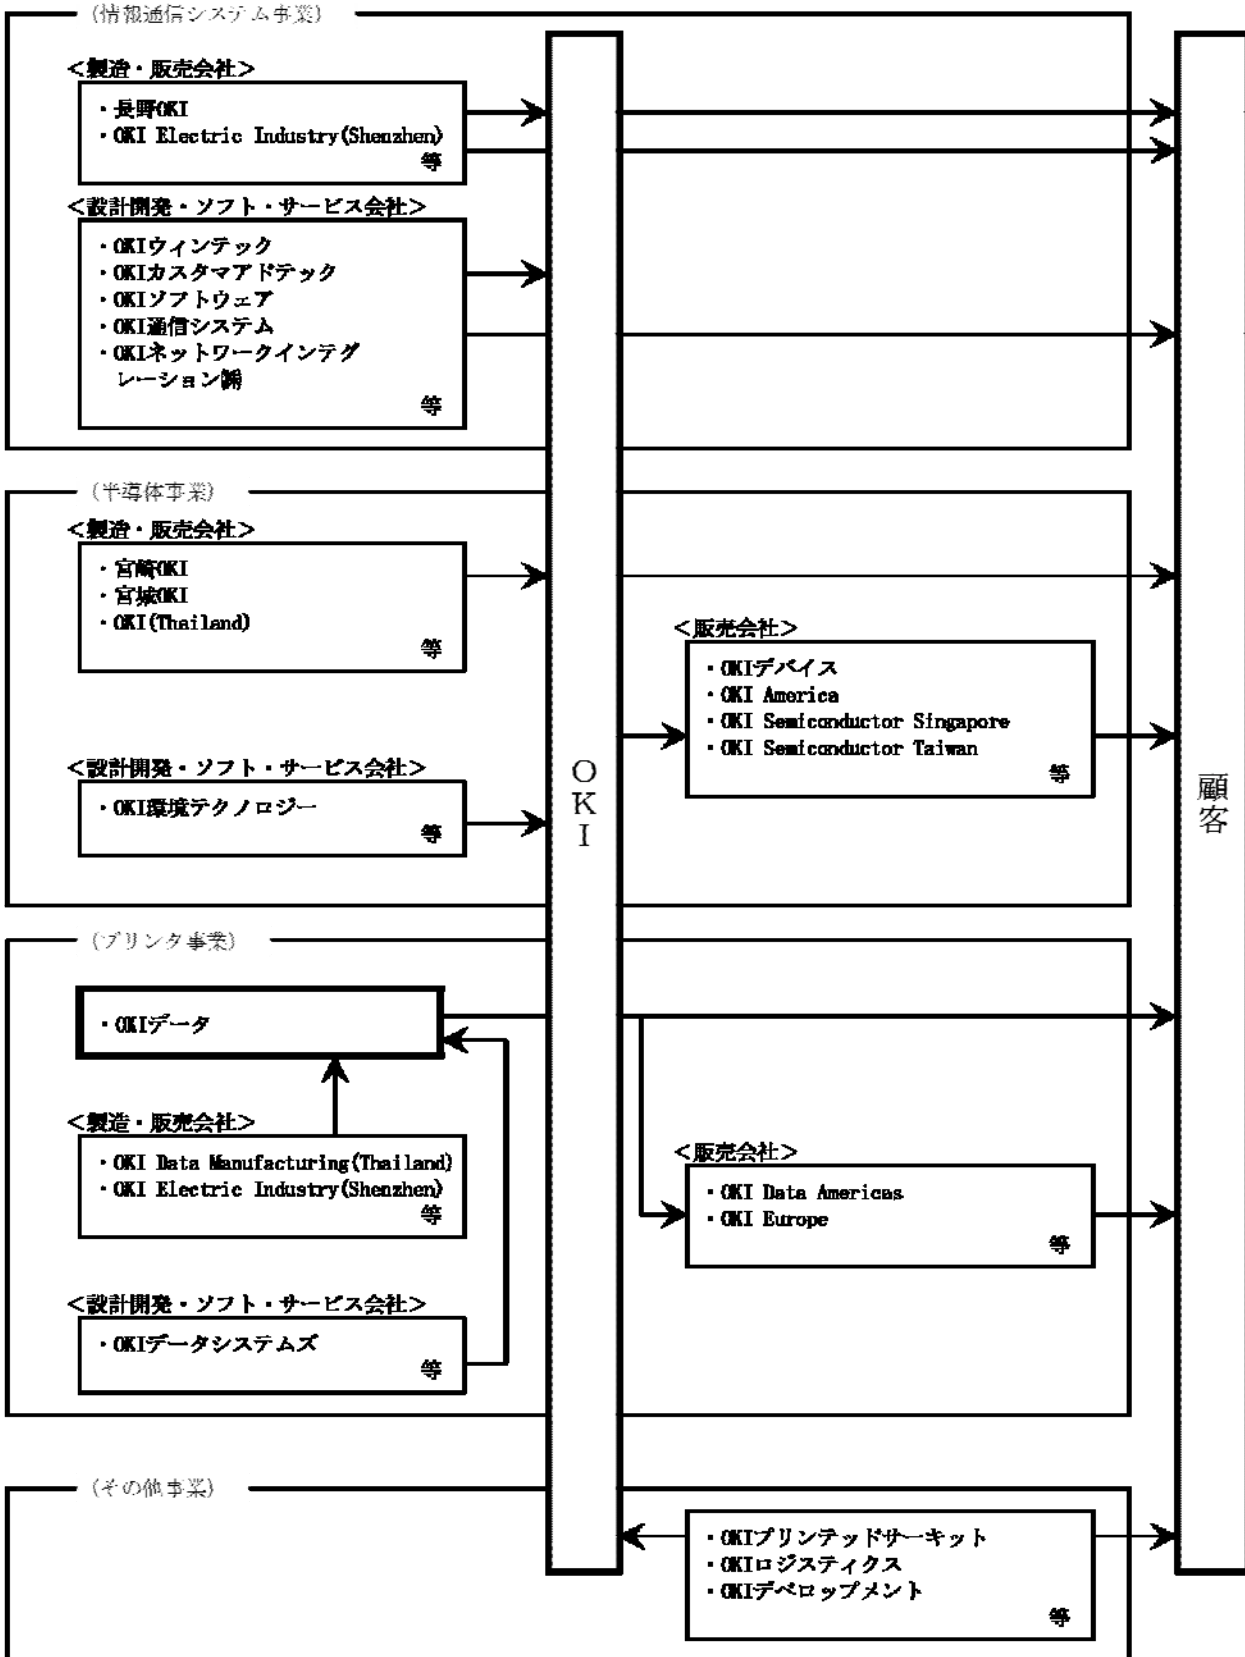 (情報通信システム事業)
＜製造・販売会社＞
・長野OKI
・OKI Electric Industry(Shenzhen)
等
＜設計開発・ソフト・サービス会社＞
・OKIウィンテック
・OKIカスタマアドテック
・OKIソフトウェア
・OKI通信システム
・OKIネットワークインテグ
レーション㈱
等
(半導体事業)
＜製造・販売会社＞
・宮崎OKI
・宮城OKI
・OKI(Thailand)
等
＜販売会社＞
・OKIデバイス
・OKI America
・OKI Semiconductor Singapore
・OKI Semiconductor Taiwan
等
＜設計開発・ソフト・サービス会社＞
・OKI環境テクノロジー
等
OKI
顧客
(プリンタ事業)
・OKIデータ
＜製造・販売会社＞
・OKI Data Manufacturing(Thailand)
・OKI Electric Industry(Shenzhen)
等
＜販売会社＞
・OKI Data Americas
・OKI Europe
等
＜設計開発・ソフト・サービス会社＞
・OKIデータシステムズ
等
(その他事業)
・OKIプリンテッドサーキット
・OKIロジスティクス
・OKIデベロップメント
等